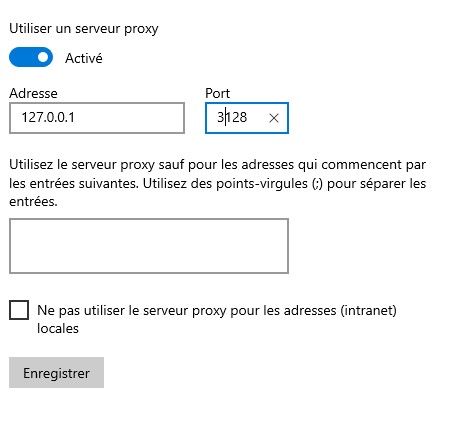 Utiliser un serveur proxy
Activé
Adresse
Port
127.0.0.1
3128
Utilisez le serveur proxy sauf pour les adresses qui commencent par
les entrées suivantes. Utilisez des points-virgules (;) pour séparer les
entrées.
Ne pas utiliser le serveur proxy pour les adresses (intranet)
locales
Enregistrer